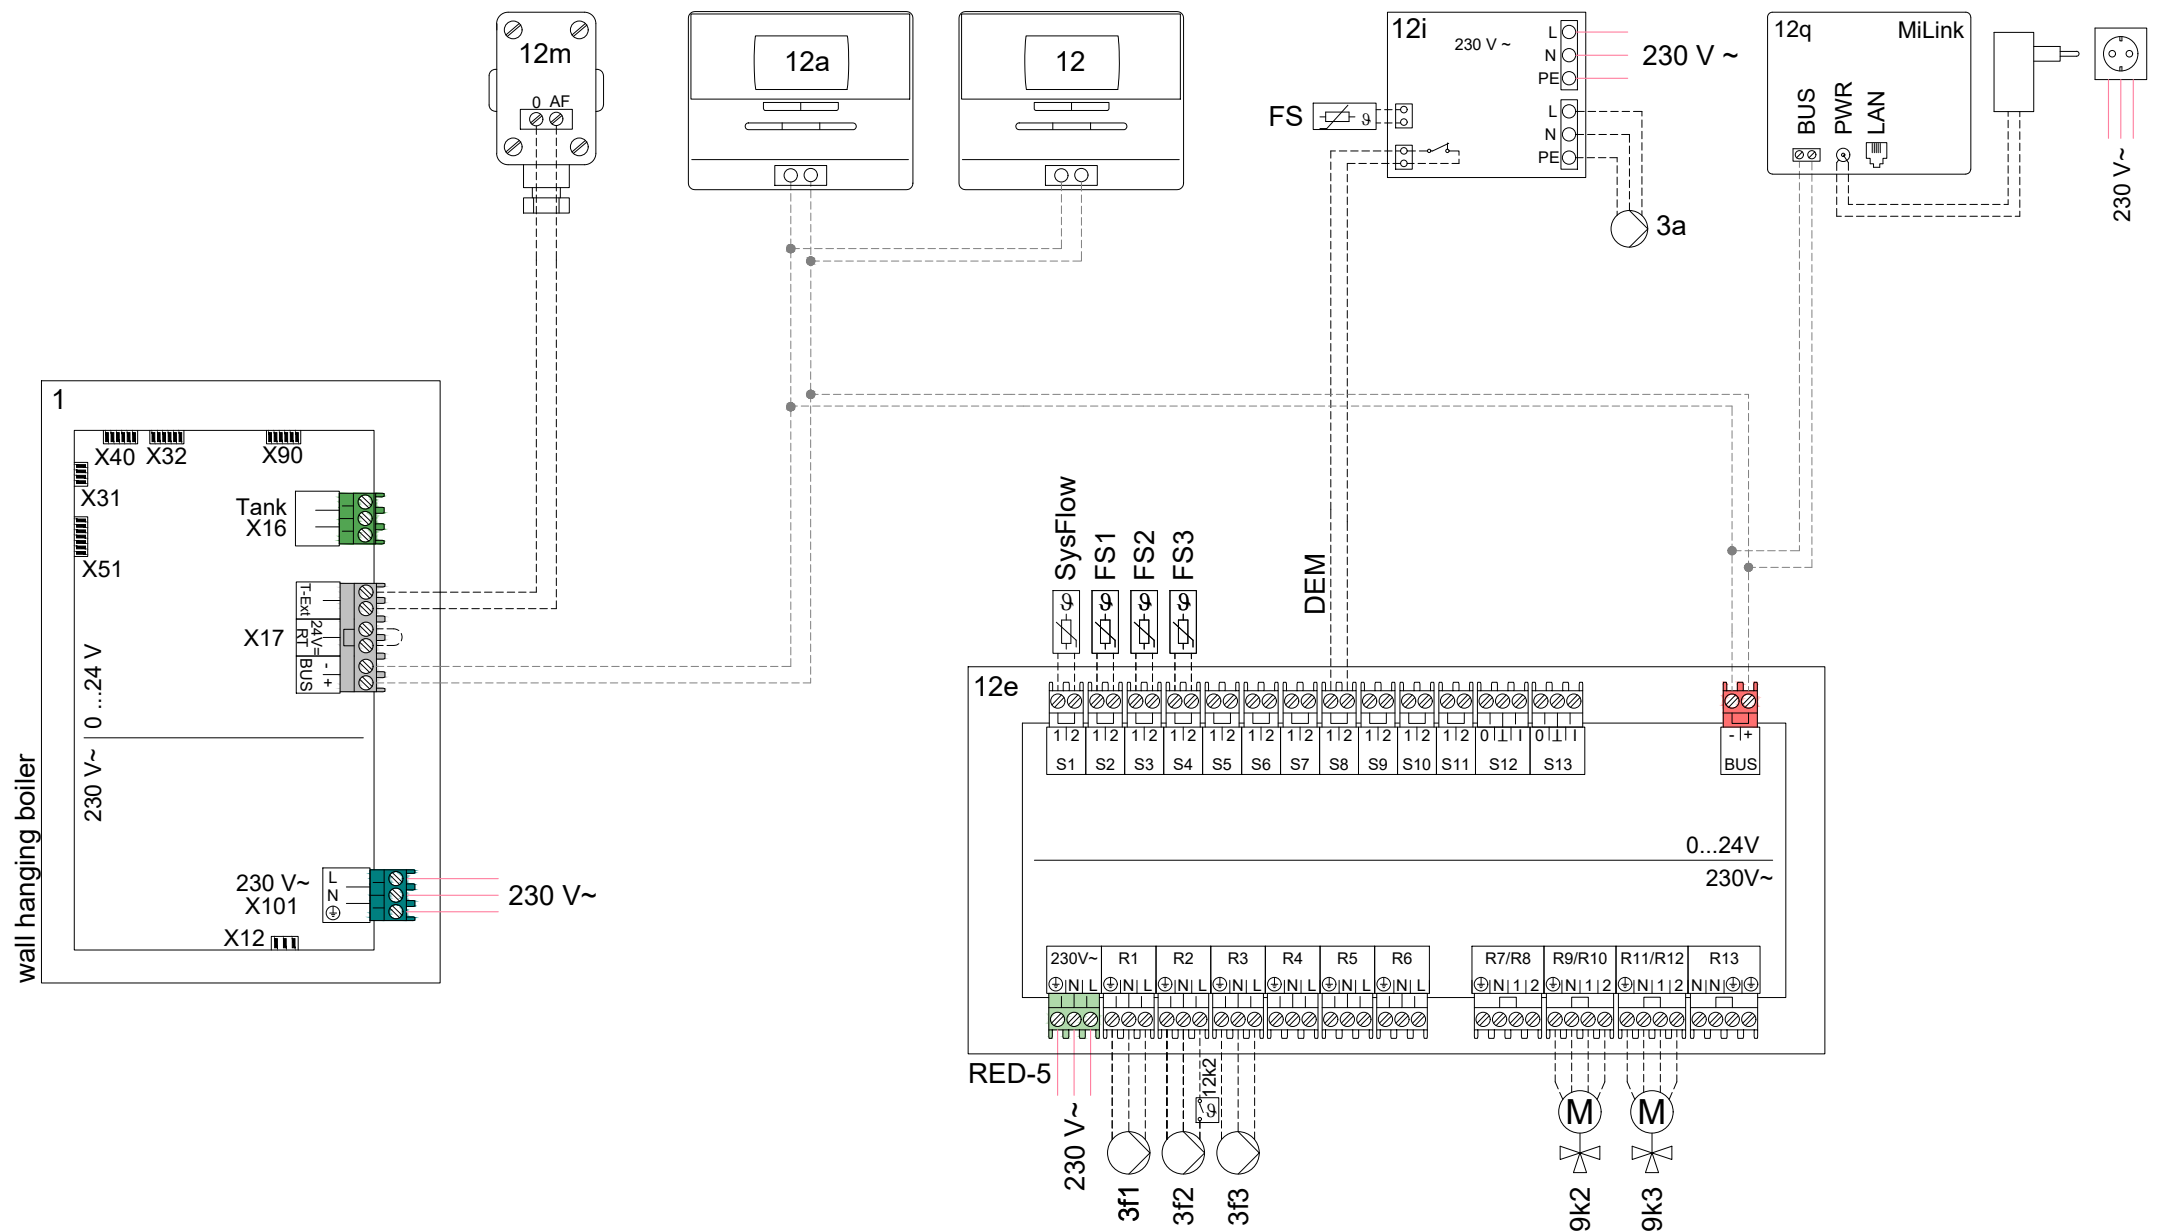 12m
0 AF
12a
12
12i
230 V ~
L
N
PE
230 V ~
L
N
PE
FS
ϑ
3a
12q
MiLink
BUS
PWR
LAN
230 V~
1
X40
X32
X90
X31
X51
Tank
X16
X17
T-Ext
24V=
RT
BUS
-
+
0 ...24 V
230 V~
wall hanging boiler
230 V~
X101
L
N
230 V~
X12
SysFlow
FS1
FS2
FS3
ϑ
ϑ
ϑ
ϑ
DEM
12e
1 2
1 2
1 2
1 2
1 2
1 2
1 2
1 2
1 2
1 2
1 2
0 ⊥ I
0 ⊥ I
- +
S1
S2
S3
S4
S5
S6
S7
S8
S9
S10
S11
S12
S13
BUS
0...24V
230V~
230V~
R1
R2
R3
R4
R5
R6
R7/R8
R9/R10
R11/R12
R13
N L
N L
N L
N L
N L
N L
N L
N 1 2
N 1 2
N 1 2
N N
RED-5
230 V~
12k2
ϑ
3f1
3f2
3f3
M
M
9k2
9k3